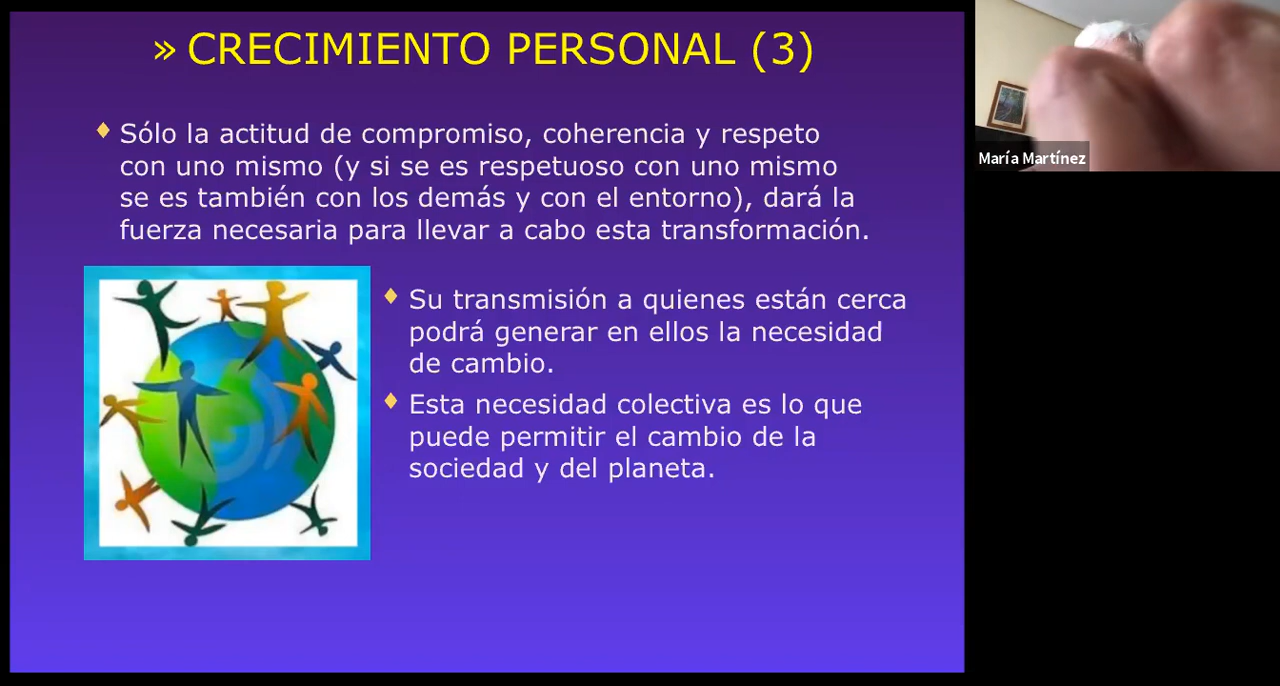 » CRECIMIENTO PERSONAL (3)
Sólo la actitud de compromiso, coherencia y respeto
con uno mismo (y si se es respetuoso con uno mismo
se es también con los demás y con el entorno), dará la
fuerza necesaria para llevar a cabo esta transformación.
Su transmisión a quienes están cerca
podrá generar en ellos la necesidad
de cambio.
Esta necesidad colectiva es lo que
puede permitir el cambio de la
sociedad y del planeta.
María Martínez